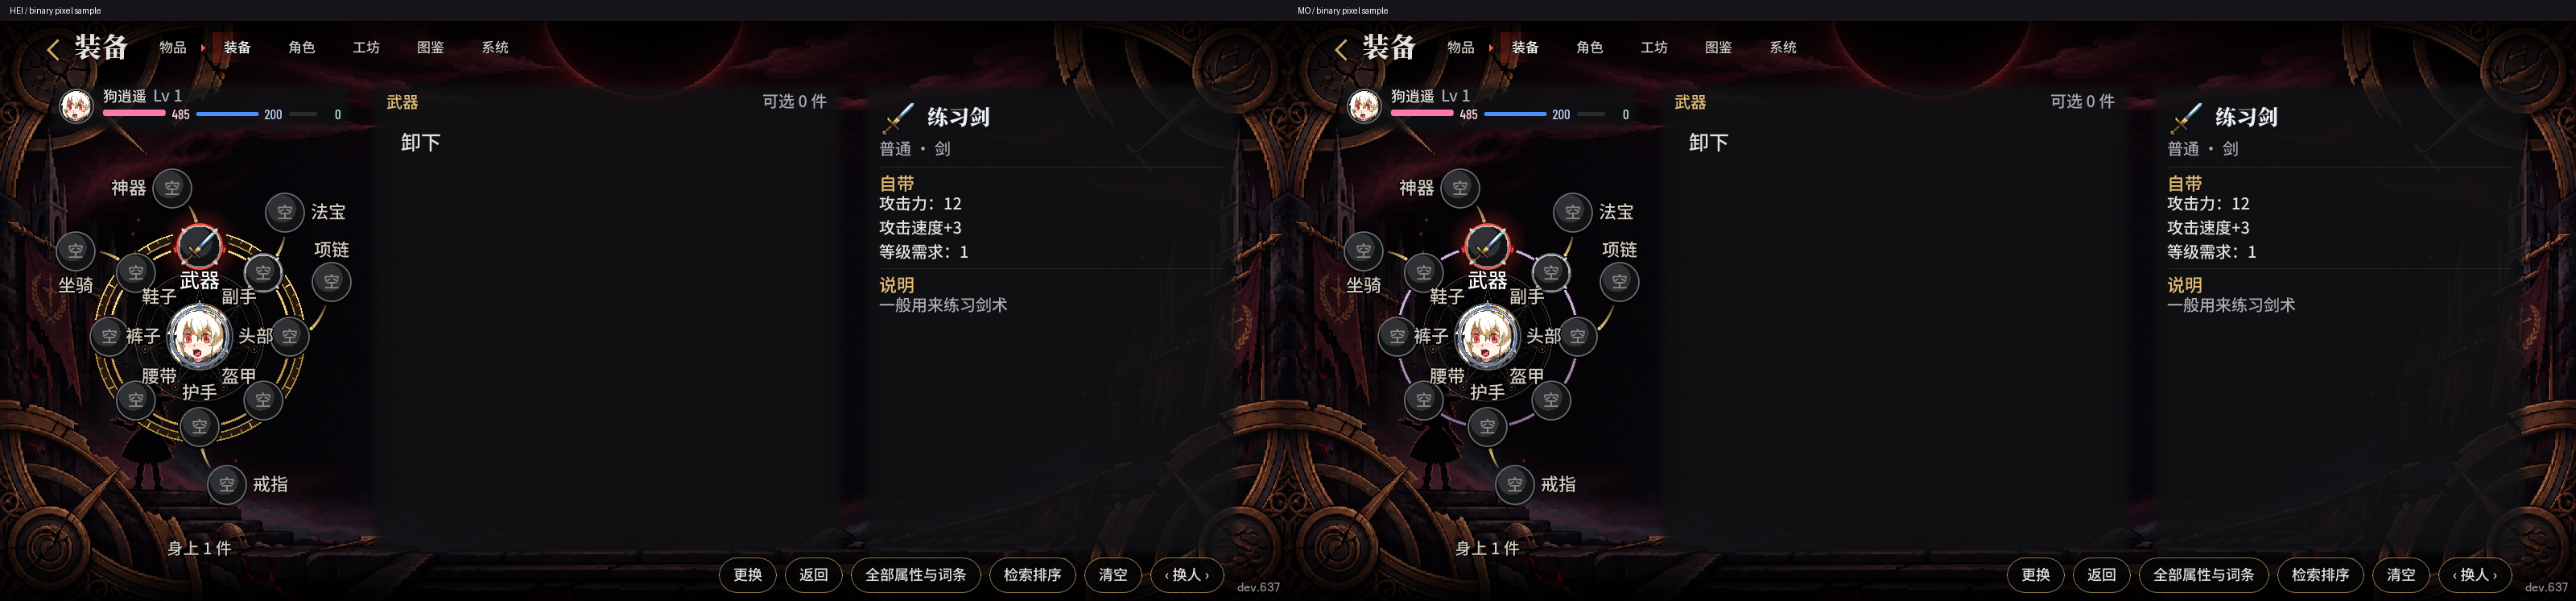 HEI / binary pixel sample
装备 物品 装备 角色 工坊 图鉴 系统
狗逍遥 Lv 1
485 200 0
武器 可选 0 件
卸下
神器 空
空 法宝
项链
空
空
坐骑
空
空
武器
鞋子 副手
空 裤子 头部 空
腰带 盔甲
护手
空
空
空
空 戒指
身上 1 件
练习剑
普通 · 剑
自带
攻击力：12
攻击速度+3
等级需求：1
说明
一般用来练习剑术
更换 返回 全部属性与词条 检索排序 清空 ‹ 换人 ›
dev.637
MO / binary pixel sample
装备 物品 装备 角色 工坊 图鉴 系统
狗逍遥 Lv 1
485 200 0
武器 可选 0 件
卸下
神器 空
空 法宝
项链
空
空
坐骑
空
空
武器
鞋子 副手
空 裤子 头部 空
腰带 盔甲
护手
空
空
空
空 戒指
身上 1 件
练习剑
普通 · 剑
自带
攻击力：12
攻击速度+3
等级需求：1
说明
一般用来练习剑术
更换 返回 全部属性与词条 检索排序 清空 ‹ 换人 ›
dev.637